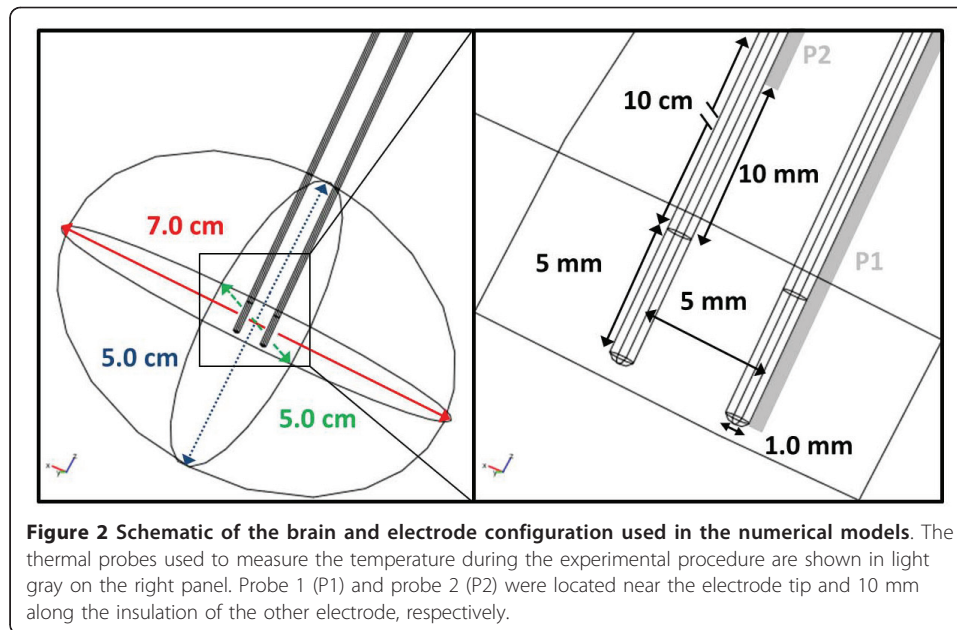 7.0 cm
5.0 cm
5.0 cm
x
y
z
P2
10 cm
10 mm
P1
5 mm
5 mm
1.0 mm
x
y
z
Figure 2 Schematic of the brain and electrode configuration used in the numerical models. The
thermal probes used to measure the temperature during the experimental procedure are shown in light
gray on the right panel. Probe 1 (P1) and probe 2 (P2) were located near the electrode tip and 10 mm
along the insulation of the other electrode, respectively.